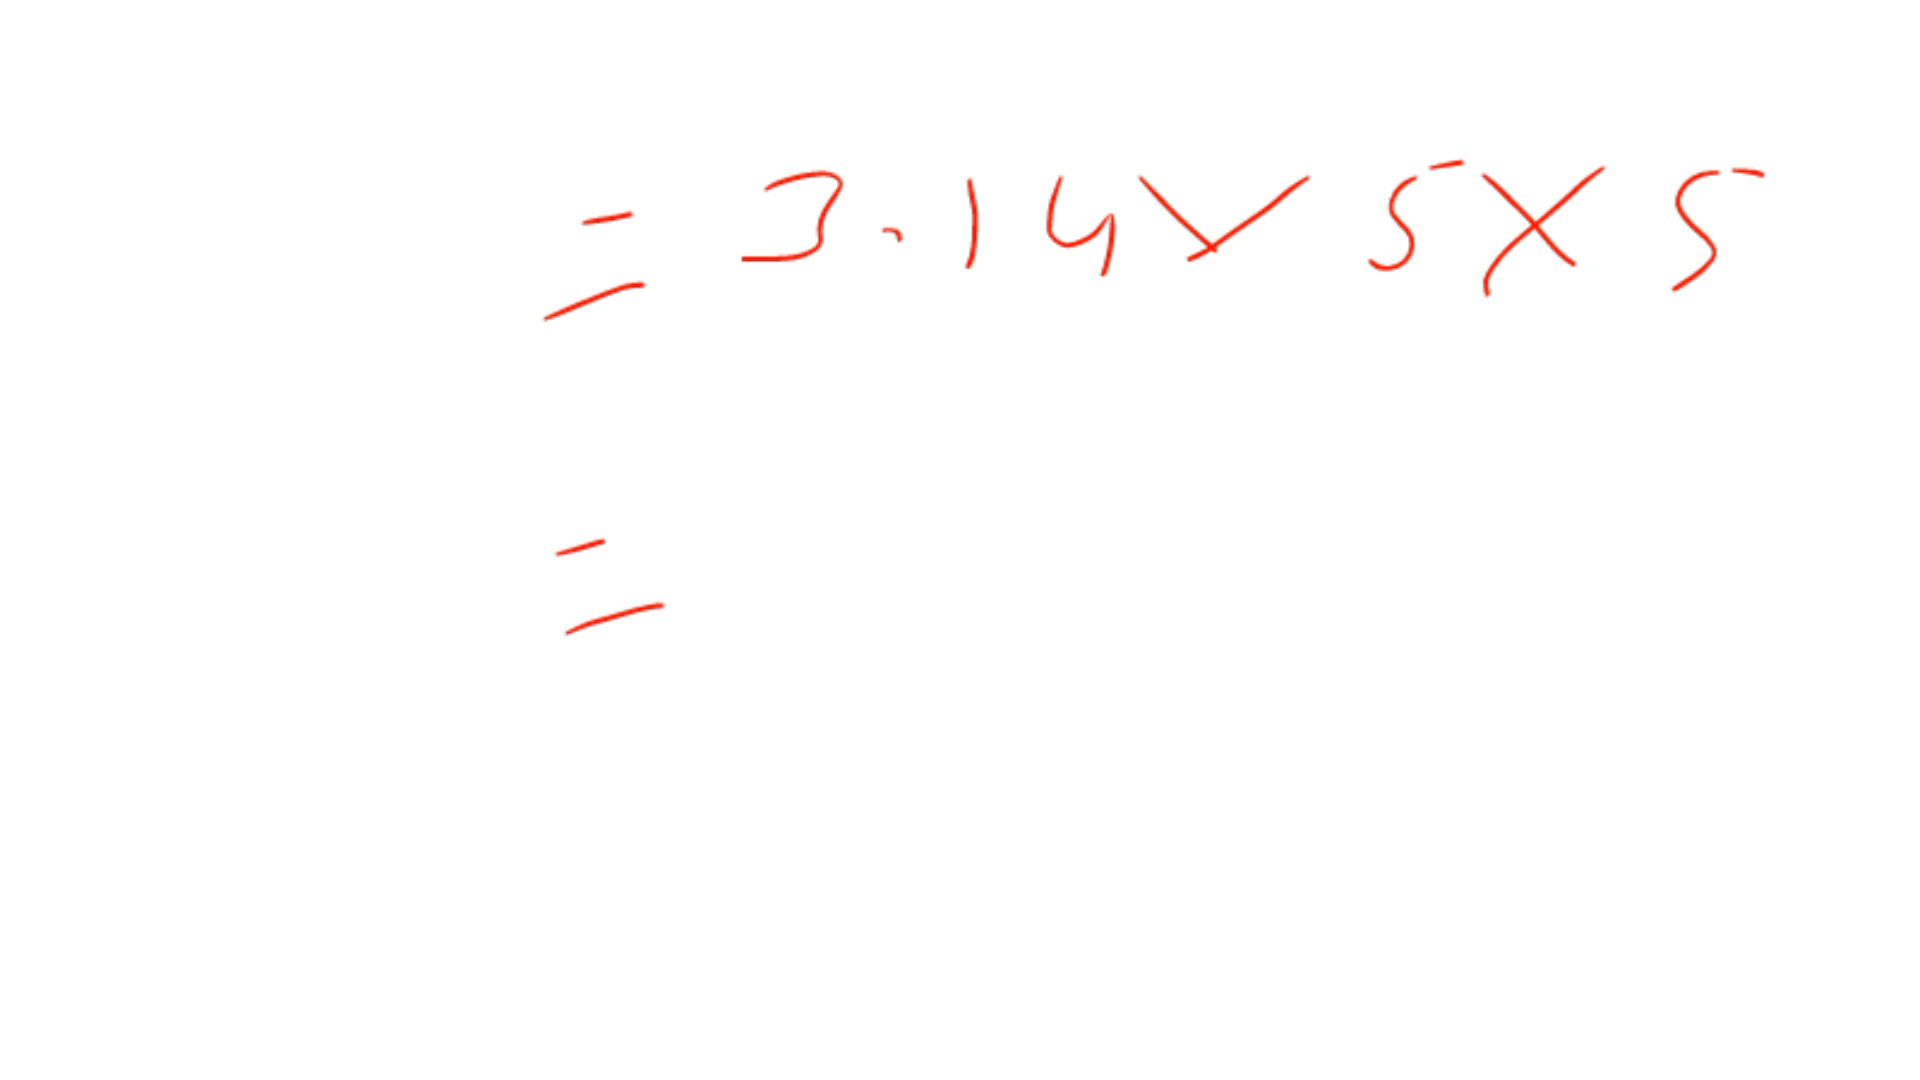 = 3.14 × 5 × 5
=